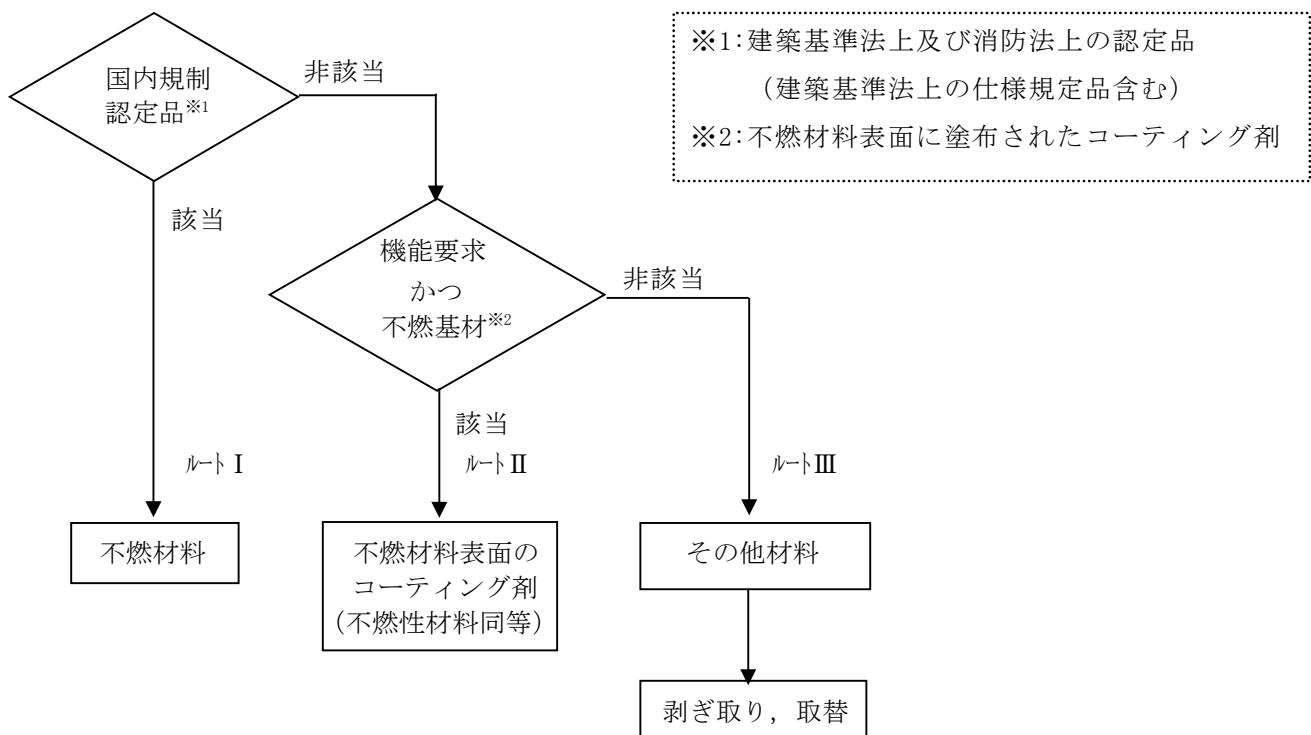 国内規制
認定品※1
非該当
※1:建築基準法上及び消防法上の認定品
(建築基準法上の仕様規定品含む)
※2:不燃材料表面に塗布されたコーティング剤
該当
機能要求
かつ
不燃基材※2
非該当
該当
ルートⅠ
ルートⅡ
ルートⅢ
不燃材料
不燃材料表面の
コーティング剤
(不燃性材料同等)
その他材料
剥ぎ取り，取替